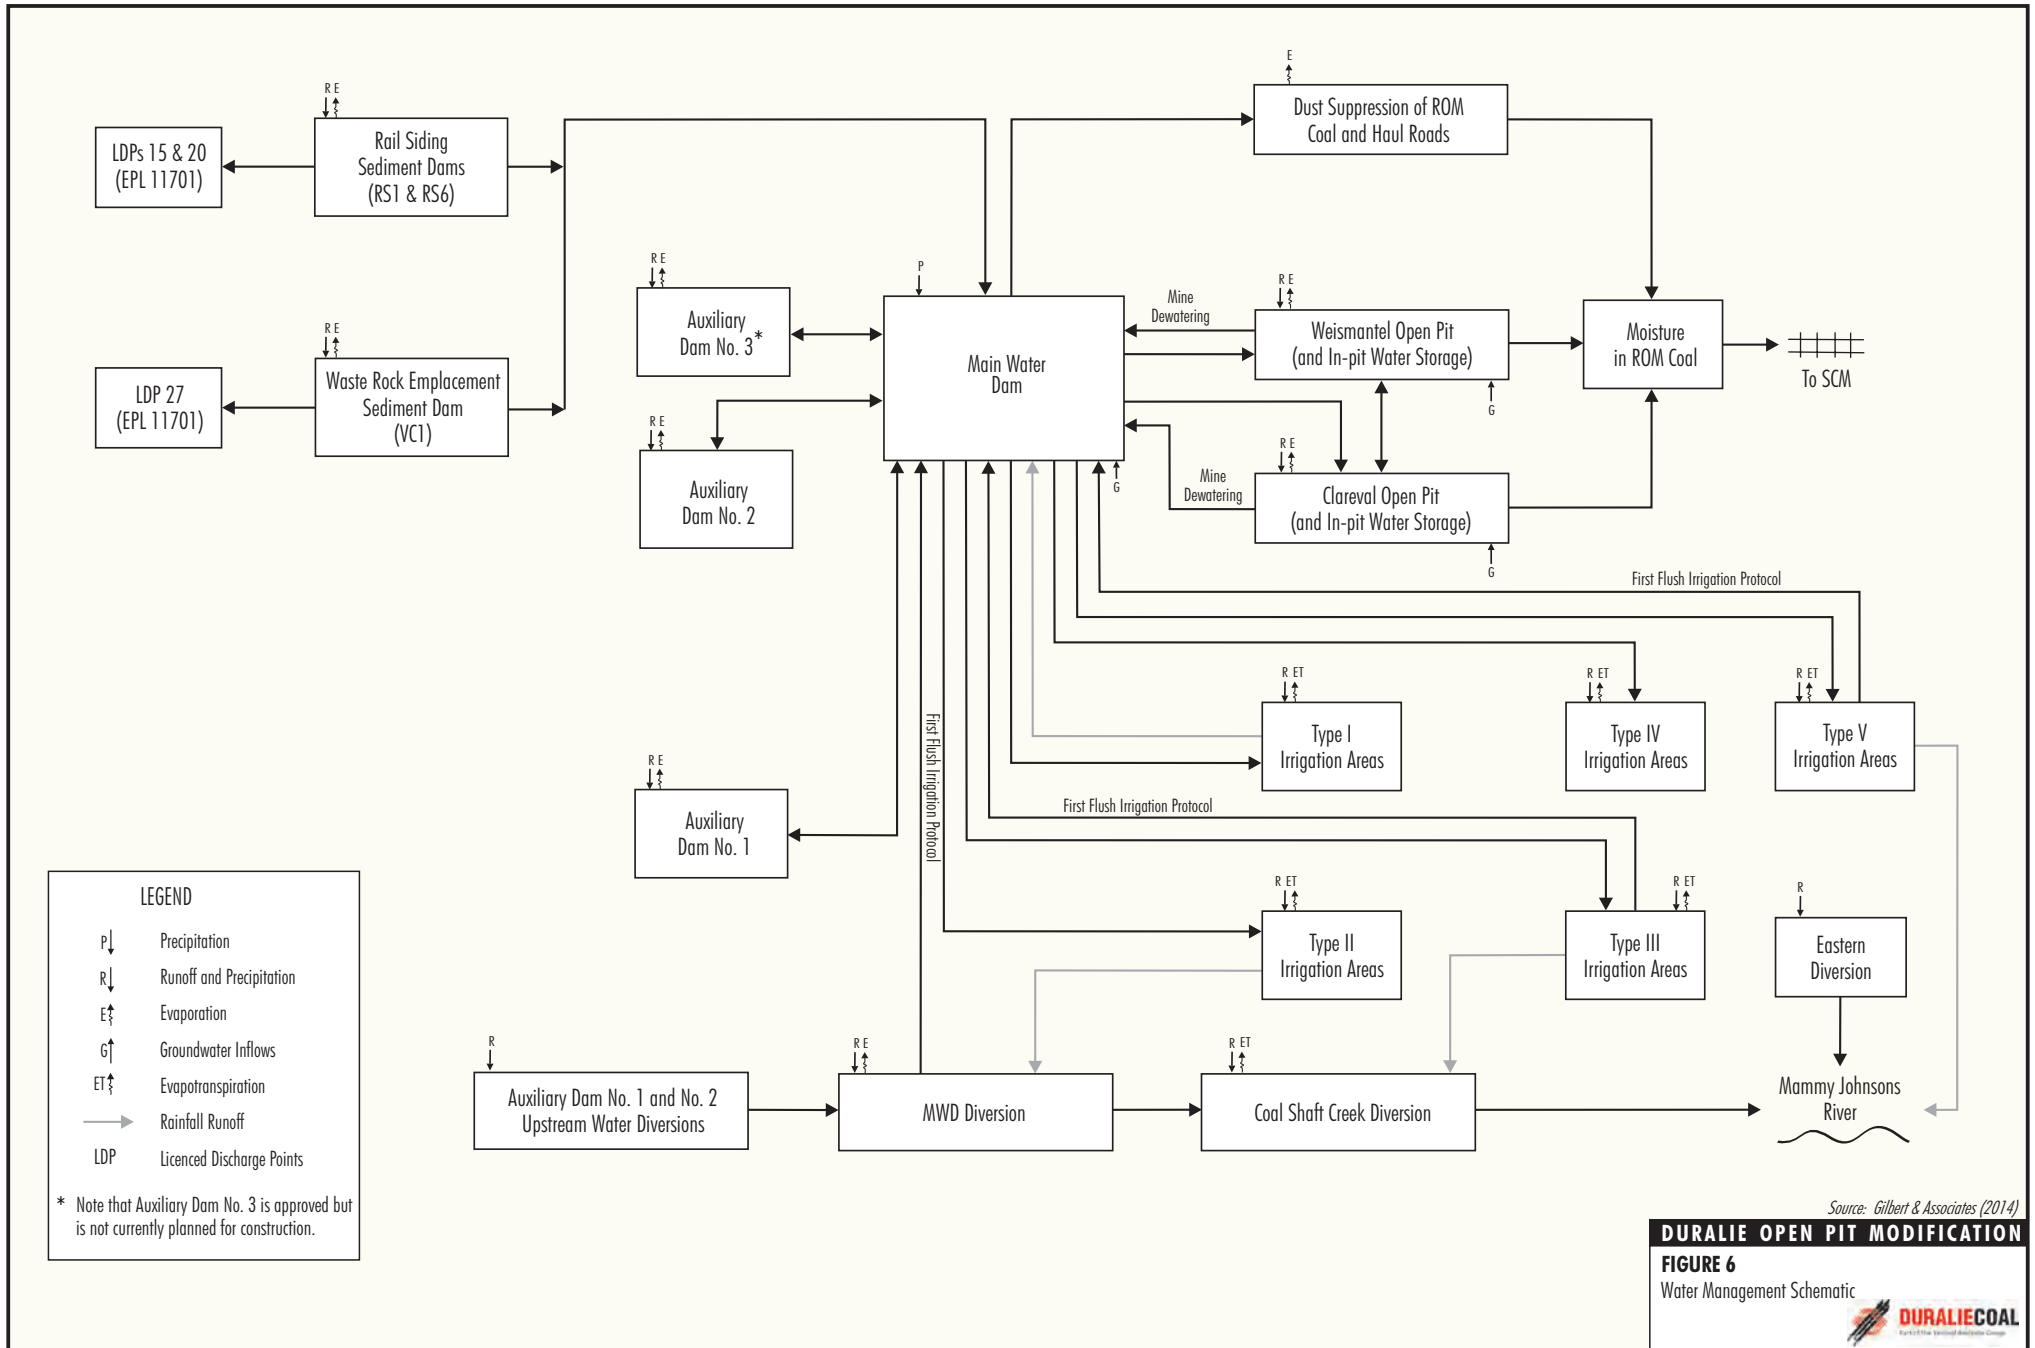 E
Dust Suppression of ROM
Coal and Haul Roads
R E
Rail Siding
Sediment Dams
(RS1 & RS6)
LDPs 15 & 20
(EPL 11701)
R E
Waste Rock Emplacement
Sediment Dam
(VC1)
LDP 27
(EPL 11701)
R E
Auxiliary
Dam No. 3*
R E
Auxiliary
Dam No. 2
P
Main Water
Dam
G
Mine
Dewatering
R E
Weismantel Open Pit
(and In-pit Water Storage)
G
Moisture
in ROM Coal
To SCM
Mine
Dewatering
R E
Clareval Open Pit
(and In-pit Water Storage)
G
First Flush Irrigation Protocol
R ET
Type I
Irrigation Areas
R ET
Type IV
Irrigation Areas
R ET
Type V
Irrigation Areas
First Flush Irrigation Protocol
R E
Auxiliary
Dam No. 1
First Flush Irrigation Protocol
R ET
Type II
Irrigation Areas
R ET
Type III
Irrigation Areas
R
Eastern
Diversion
R
Auxiliary Dam No. 1 and No. 2
Upstream Water Diversions
R E
MWD Diversion
R ET
Coal Shaft Creek Diversion
Mammy Johnsons
River
LEGEND
P Precipitation
R Runoff and Precipitation
E Evaporation
G Groundwater Inflows
ET Evapotranspiration
Rainfall Runoff
LDP Licenced Discharge Points
* Note that Auxiliary Dam No. 3 is approved but
is not currently planned for construction.
Source: Gilbert & Associates (2014)
DURALIE OPEN PIT MODIFICATION
FIGURE 6
Water Management Schematic
DURALIECOAL